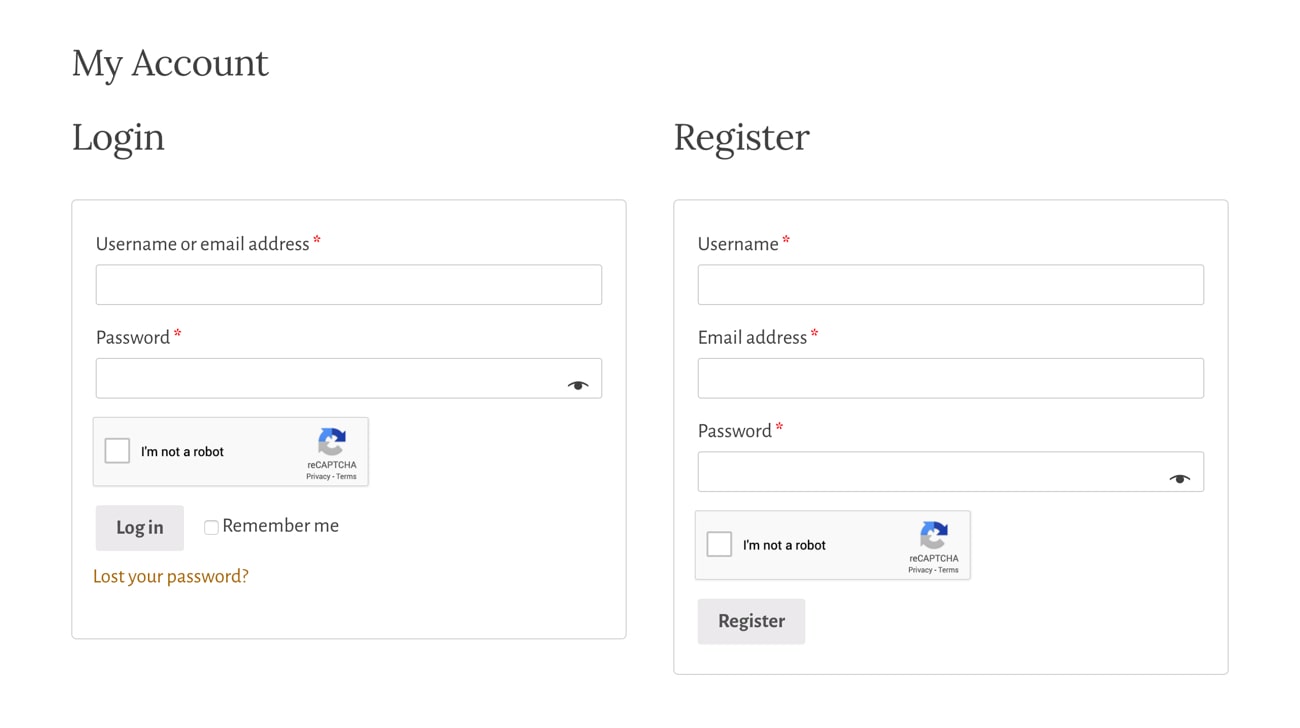 My Account
Login
Username or email address *
Password *
I'm not a robot
reCAPTCHA
Privacy - Terms
Log in
Remember me
Lost your password?
Register
Username *
Email address *
Password *
I'm not a robot
reCAPTCHA
Privacy - Terms
Register